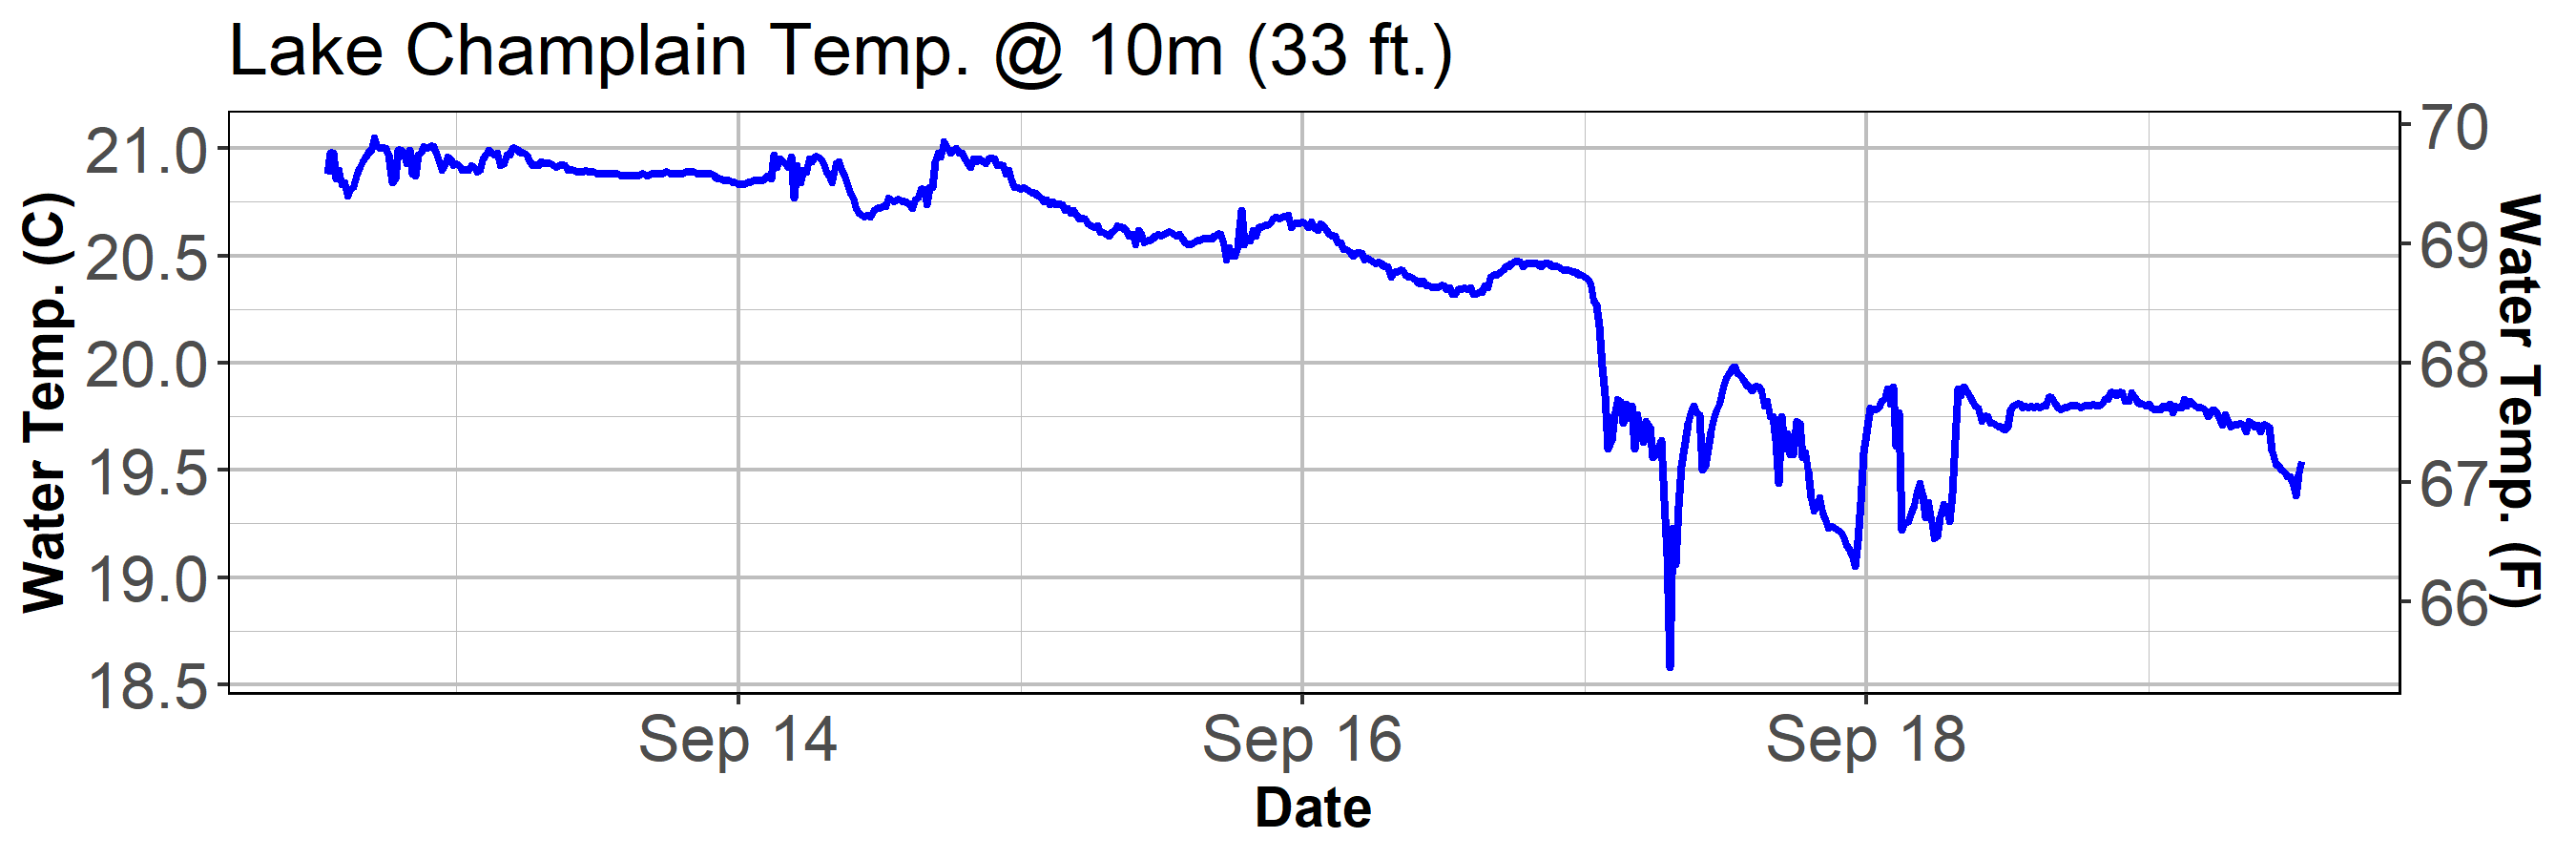 Lake Champlain Temp. @ 10m (33 ft.)
Water Temp. (C)
21.0
20.5
20.0
19.5
19.0
18.5
70
69
68
67
66
Water Temp. (F)
Sep 14
Sep 16
Sep 18
Date